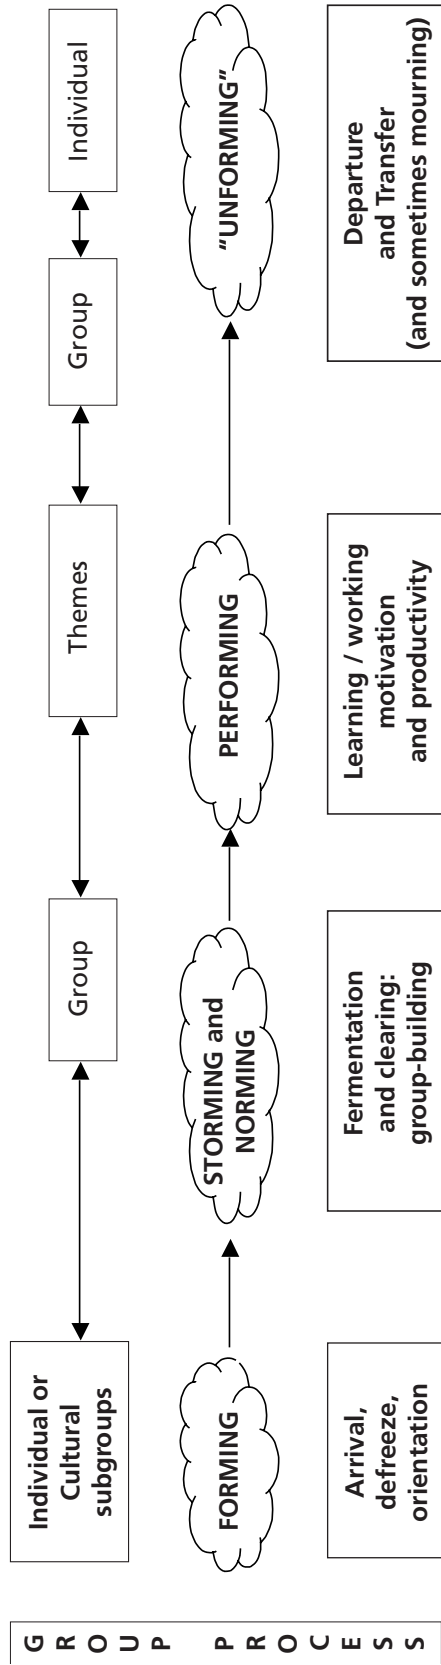 GROUP PROCESS
Individual or
Cultural
subgroups
Group
Themes
Group
Individual
FORMING
STORMING and
NORMING
PERFORMING
"UNFORMING"
Arrival,
defreeze,
orientation
Fermentation
and clearing:
group-building
Learning / working
motivation
and productivity
Departure
and Transfer
(and sometimes mourning)